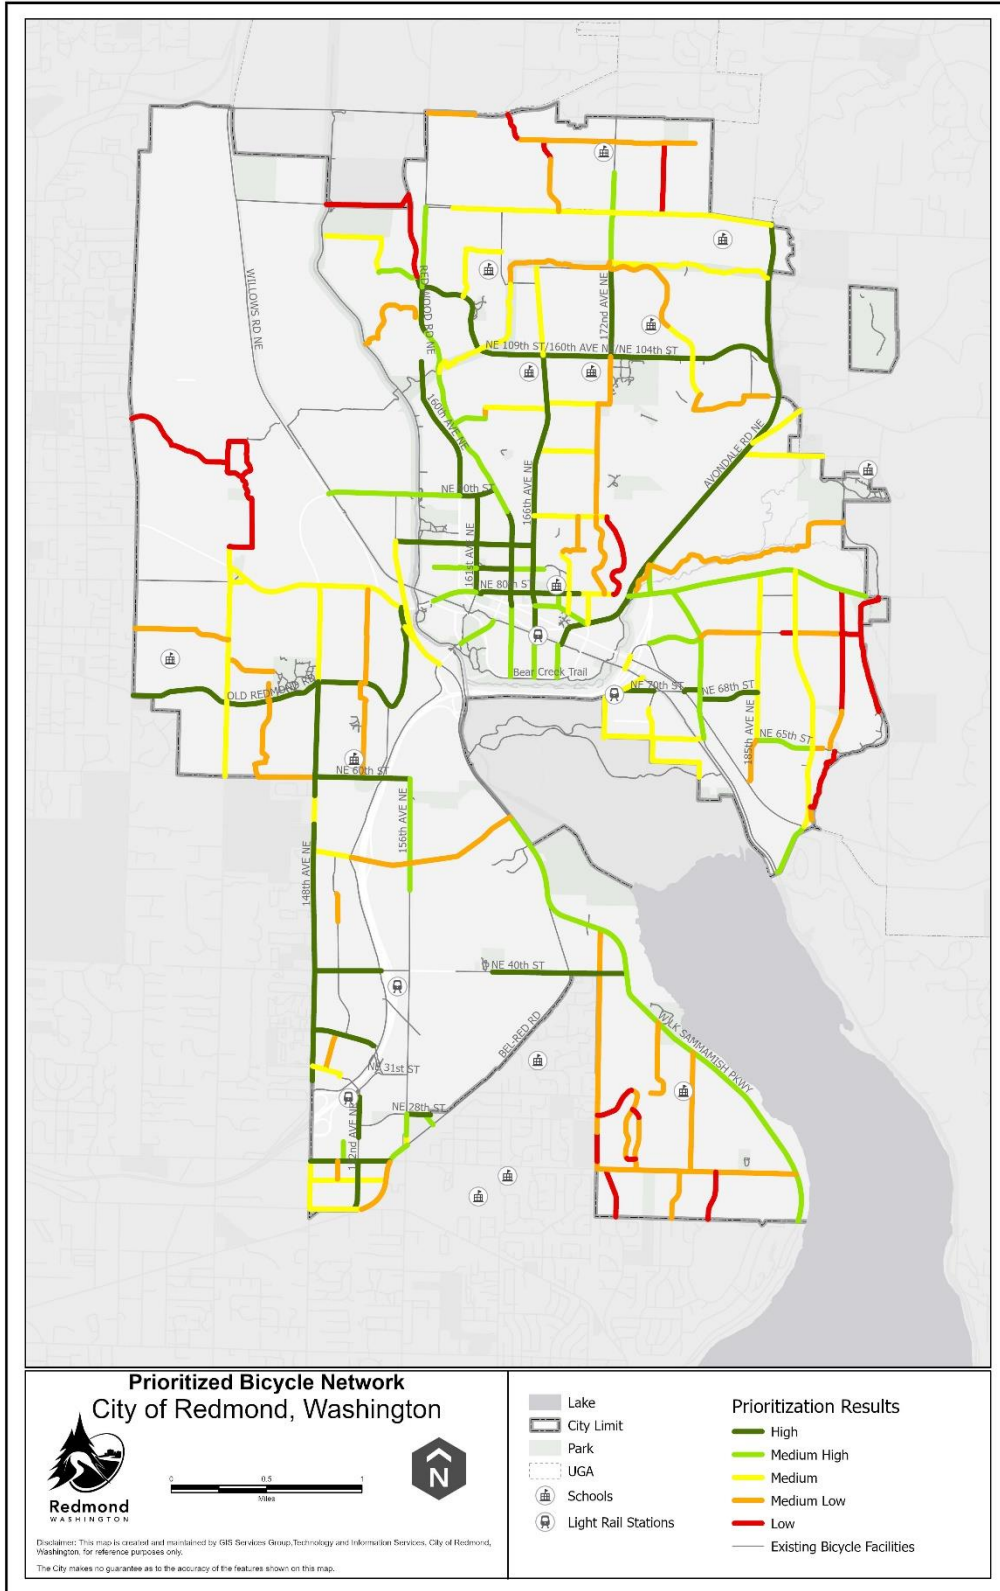 WILLOWS RD NE
REDWOOD RD NE
172nd AVE NE
NE 109th ST/160th AVE NE/NE 104th ST
160th AVE NE
166th AVE NE
AVONDALE RD NE
NE 90th ST
161st AVE NE
NE 80th ST
Bear Creek Trail
OLD REDMOND RD
NE 70th ST
NE 68th ST
185th AVE NE
NE 65th ST
NE 60th ST
156th AVE NE
148th AVE NE
NE 40th ST
BEL-RED RD
W LK SAMMAMISH PKWY
NE 31st ST
NE 28th ST
152nd AVE NE
Prioritized Bicycle Network
City of Redmond, Washington
Redmond
WASHINGTON
0 0.5 1
Miles
N
Disclaimer: This map is created and maintained by GIS Services Group,Technology and Information Services, City of Redmond,
Washington, for reference purposes only.
The City makes no guarantee as to the accuracy of the features shown on this map.
Lake
City Limit
Park
UGA
Schools
Light Rail Stations
Prioritization Results
High
Medium High
Medium
Medium Low
Low
Existing Bicycle Facilities